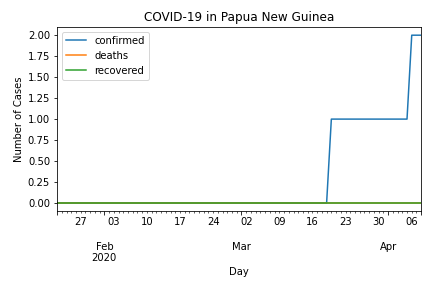 COVID-19 in Papua New Guinea
confirmed
deaths
recovered
Number of Cases
2.00
1.75
1.50
1.25
1.00
0.75
0.50
0.25
0.00
27 03 10 17 24 02 09 16 23 30 06
Feb Mar Apr
2020
Day